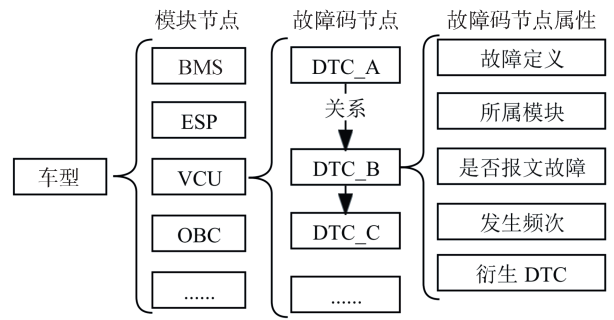 模块节点
故障码节点
故障码节点属性
车型
BMS
ESP
VCU
OBC
......
DTC_A
关系
DTC_B
DTC_C
......
故障定义
所属模块
是否报文故障
发生频次
衍生 DTC